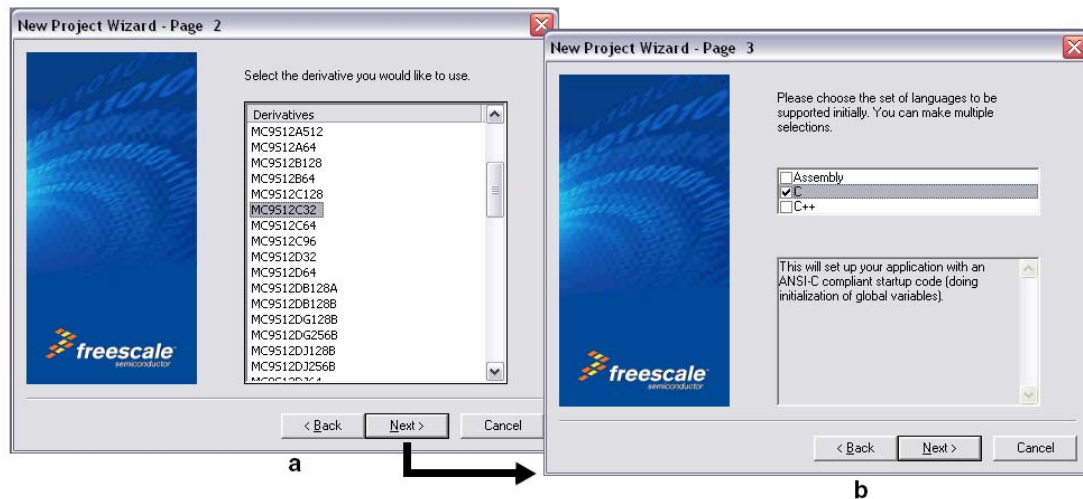 New Project Wizard - Page 2
Select the derivative you would like to use.
Derivatives
MC9S12A512
MC9S12A64
MC9S12B128
MC9S12B64
MC9S12C128
MC9S12C32
MC9S12C64
MC9S12C96
MC9S12D32
MC9S12D64
MC9S12DB128A
MC9S12DB128B
MC9S12DG128B
MC9S12DG256B
MC9S12DJ128B
MC9S12DJ256B
MC9S12DJ64
freescale
semiconductor
< Back
Next >
Cancel
a
New Project Wizard - Page 3
Please choose the set of languages to be
supported initially. You can make multiple
selections.
Assembly
C
C++
This will set up your application with an
ANSI-C compliant startup code (doing
initialization of global variables).
freescale
semiconductor
< Back
Next >
Cancel
b